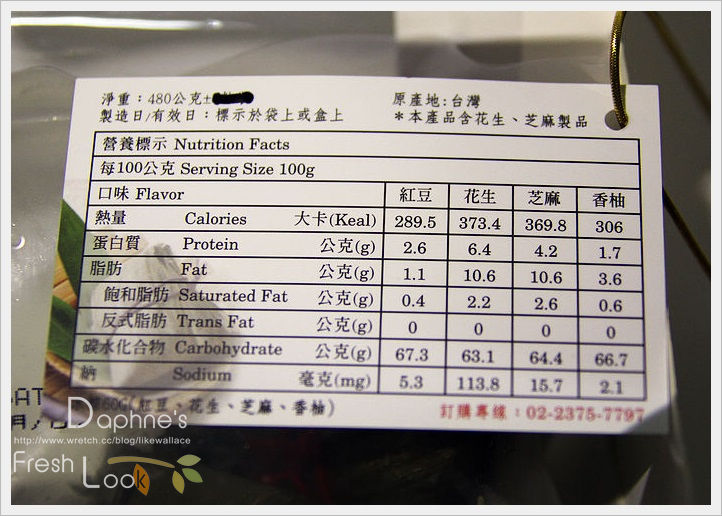 淨重：480公克±
原產地:台灣
製造日/有效日：標示於袋上或盒上
＊本產品含花生、芝麻製品
營養標示 Nutrition Facts
每100公克 Serving Size 100g
口味 Flavor 紅豆 花生 芝麻 香柚
熱量 Calories 大卡(Keal) 289.5 373.4 369.8 306
蛋白質 Protein 公克(g) 2.6 6.4 4.2 1.7
脂肪 Fat 公克(g) 1.1 10.6 10.6 3.6
飽和脂肪 Saturated Fat 公克(g) 0.4 2.2 2.6 0.6
反式脂肪 Trans Fat 公克(g) 0 0 0 0
碳水化合物 Carbohydrate 公克(g) 67.3 63.1 64.4 66.7
鈉 Sodium 毫克(mg) 5.3 113.8 15.7 2.1
60G(紅豆、花生、芝麻、香柚)
訂購專線：02-2375-7797
Daphne's
http://www.wretch.cc/blog/likewallace
Fresh Look